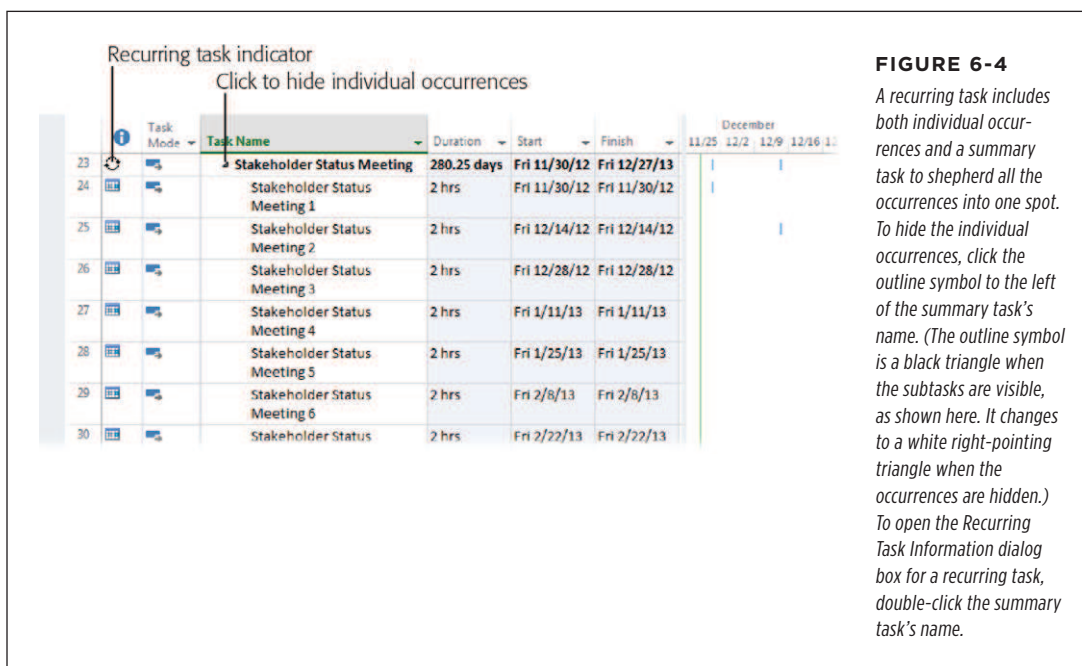 Recurring task indicator
Click to hide individual occurrences
Task
Mode Task Name Duration Start Finish
December
11/25 12/2 12/9 12/16
23 Stakeholder Status Meeting 280.25 days Fri 11/30/12 Fri 12/27/13
24 Stakeholder Status 2 hrs Fri 11/30/12 Fri 11/30/12
Meeting 1
25 Stakeholder Status 2 hrs Fri 12/14/12 Fri 12/14/12
Meeting 2
26 Stakeholder Status 2 hrs Fri 12/28/12 Fri 12/28/12
Meeting 3
27 Stakeholder Status 2 hrs Fri 1/11/13 Fri 1/11/13
Meeting 4
28 Stakeholder Status 2 hrs Fri 1/25/13 Fri 1/25/13
Meeting 5
29 Stakeholder Status 2 hrs Fri 2/8/13 Fri 2/8/13
Meeting 6
30 Stakeholder Status 2 hrs Fri 2/22/13 Fri 2/22/13
FIGURE 6-4
A recurring task includes
both individual occur-
rences and a summary
task to shepherd all the
occurrences into one spot.
To hide the individual
occurrences, click the
outline symbol to the left
of the summary task's
name. (The outline symbol
is a black triangle when
the subtasks are visible,
as shown here. It changes
to a white right-pointing
triangle when the
occurrences are hidden.)
To open the Recurring
Task Information dialog
box for a recurring task,
double-click the summary
task's name.